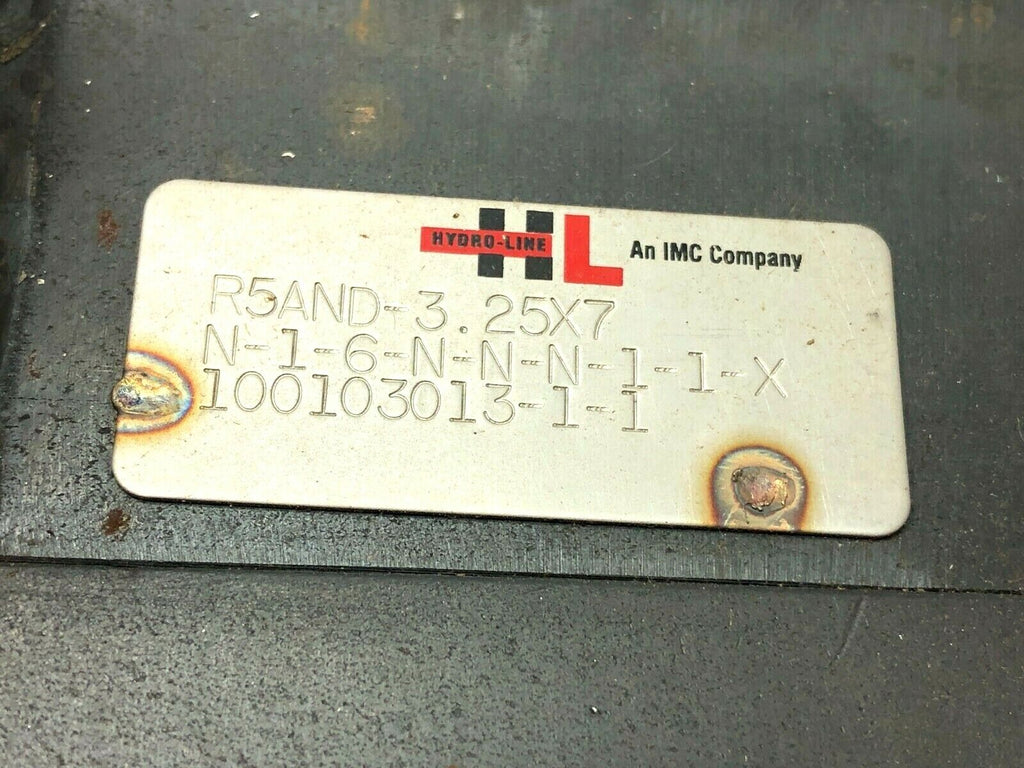 HYDRO-LINE
HL An IMC Company
R5AND-3.25X7
N-1-6-N-N-N-1-1-X
100103013-1-1